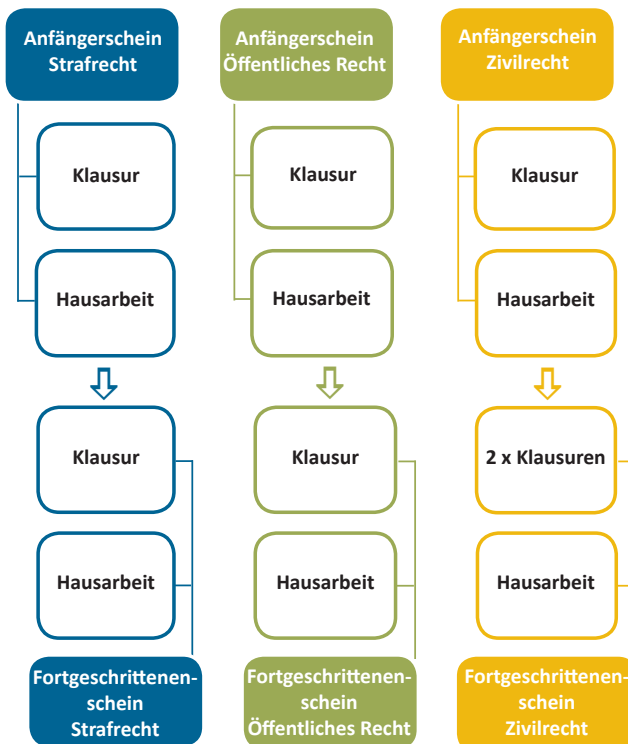 Anfängerschein
Strafrecht
Klausur
Hausarbeit
Klausur
Hausarbeit
Fortgeschrittenen-
schein
Strafrecht
Anfängerschein
Öffentliches Recht
Klausur
Hausarbeit
Klausur
Hausarbeit
Fortgeschrittenen-
schein
Öffentliches Recht
Anfängerschein
Zivilrecht
Klausur
Hausarbeit
2 x Klausuren
Hausarbeit
Fortgeschrittenen-
schein
Zivilrecht